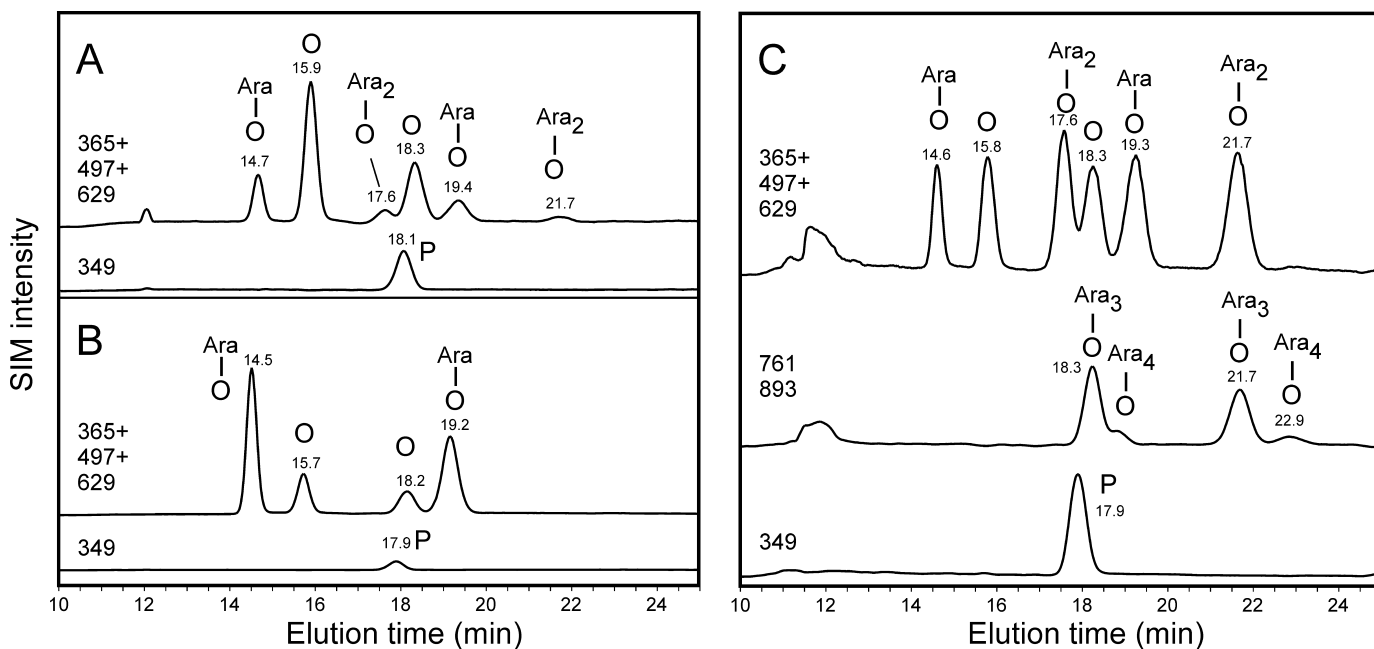 SIM intensity
A
365+
497+
629
Ara
O
14.7
O
15.9
Ara2
O
17.6
O
18.3
Ara
O
19.4
Ara2
O
21.7
349
18.1 P
B
365+
497+
629
Ara
O
14.5
O
15.7
O
18.2
Ara
O
19.2
349
17.9 P
10 12 14 16 18 20 22 24
Elution time (min)
C
365+
497+
629
Ara
O
14.6
O
15.8
Ara2
O
17.6
O
18.3
Ara
O
19.3
Ara2
O
21.7
761
893
Ara3
O
18.3
Ara4
O
Ara3
O
21.7
Ara4
O
22.9
349
P
17.9
10 12 14 16 18 20 22 24
Elution time (min)